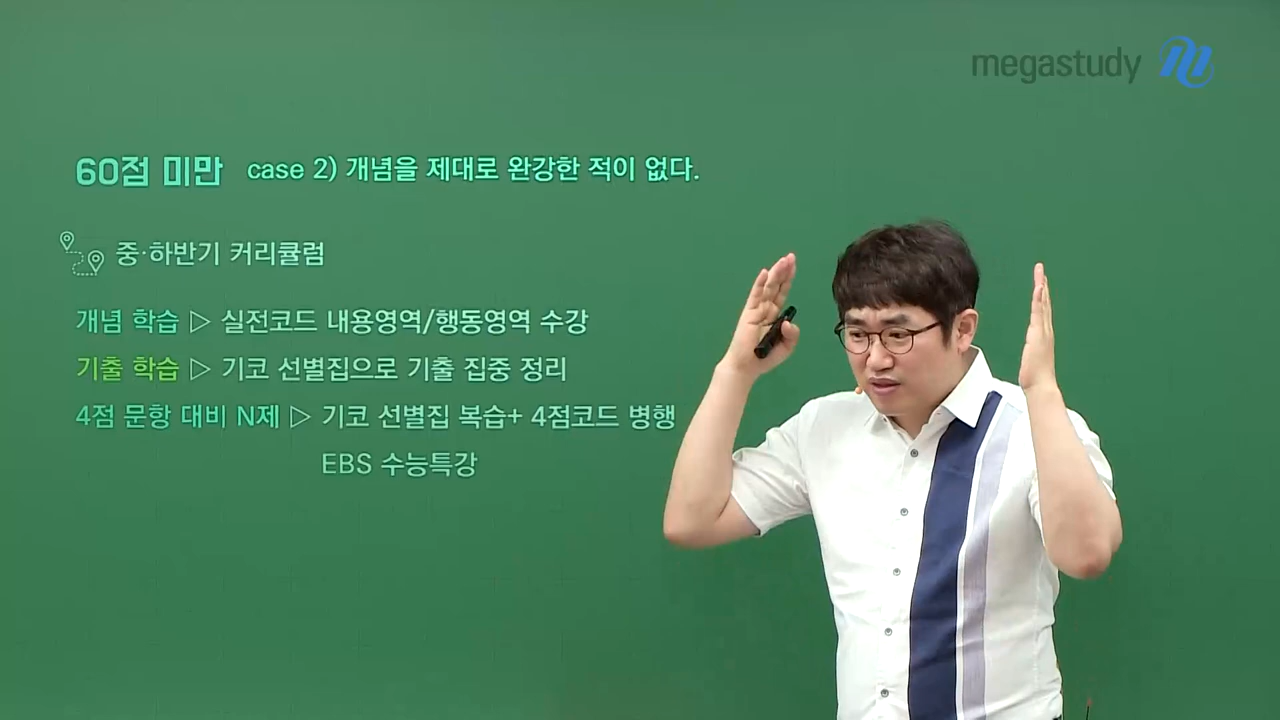 megastudy
60점 미만 case 2) 개념을 제대로 완강한 적이 없다.
중·하반기 커리큘럼
개념 학습 ▷ 실전코드 내용영역/행동영역 수강
기출 학습 ▷ 기코 선별집으로 기출 집중 정리
4점 문항 대비 N제 ▷ 기코 선별집 복습+ 4점코드 병행
EBS 수능특강